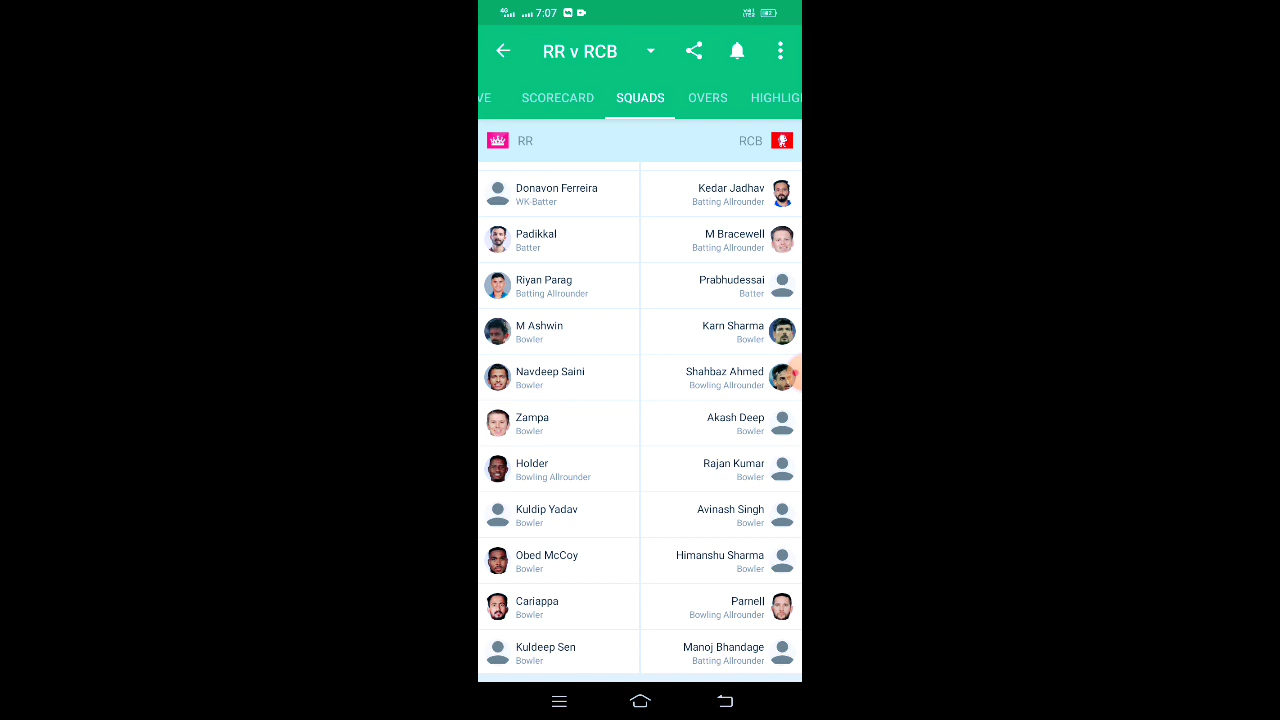 4G 7:07
RR v RCB
VE SCORECARD SQUADS OVERS HIGHLIG
RR RCB
Donavon Ferreira
WK-Batter
Kedar Jadhav
Batting Allrounder
Padikkal
Batter
M Bracewell
Batting Allrounder
Riyan Parag
Batting Allrounder
Prabhudessai
Batter
M Ashwin
Bowler
Karn Sharma
Bowler
Navdeep Saini
Bowler
Shahbaz Ahmed
Bowling Allrounder
Zampa
Bowler
Akash Deep
Bowler
Holder
Bowling Allrounder
Rajan Kumar
Bowler
Kuldip Yadav
Bowler
Avinash Singh
Bowler
Obed McCoy
Bowler
Himanshu Sharma
Bowler
Cariappa
Bowler
Parnell
Bowling Allrounder
Kuldeep Sen
Bowler
Manoj Bhandage
Batting Allrounder